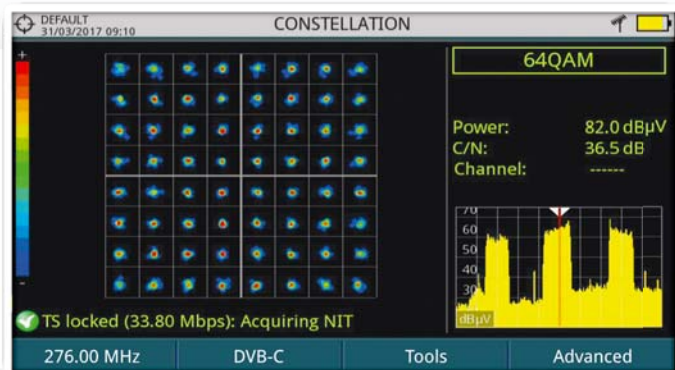 DEFAULT
31/03/2017 09:10
CONSTELLATION
+
-
64QAM
Power: 82.0 dBµV
C/N: 36.5 dB
Channel: ------
70
60
50
40
30
dBµV
TS locked (33.80 Mbps): Acquiring NIT
276.00 MHz DVB-C Tools Advanced